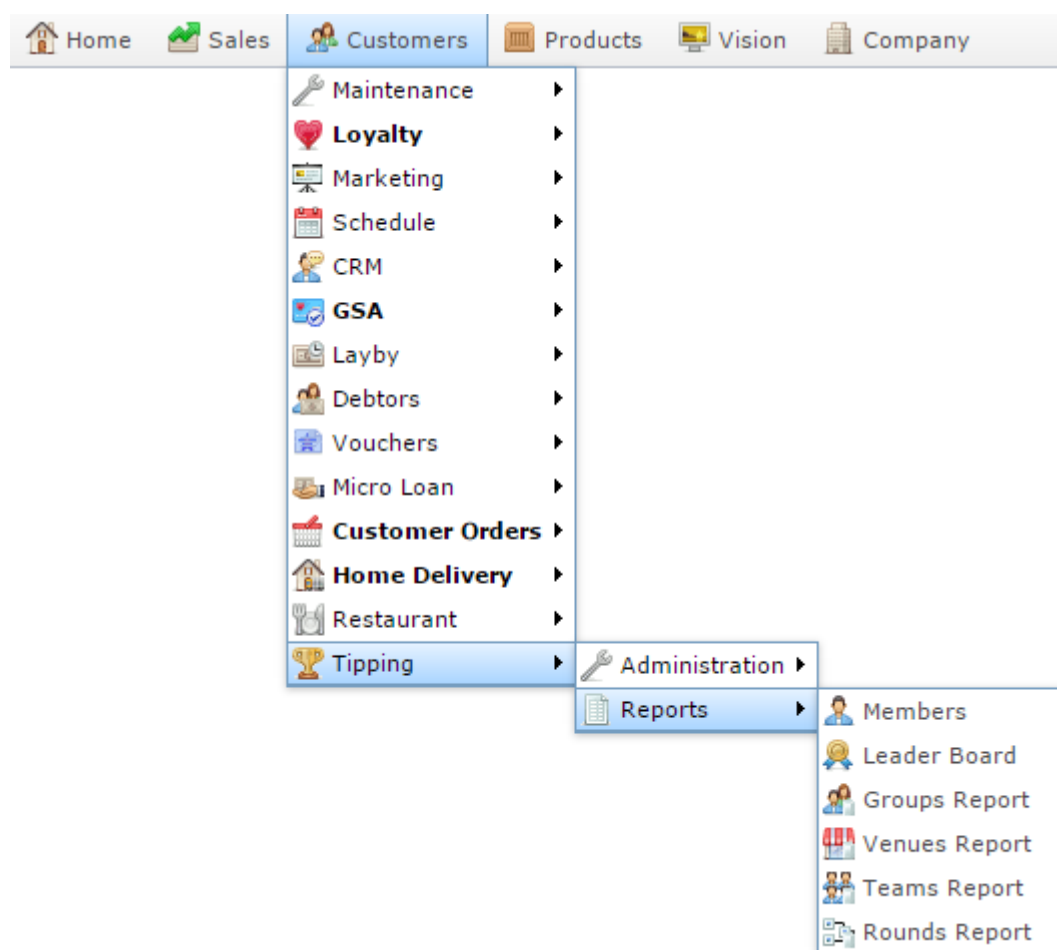 Home Sales Customers Products Vision Company
Maintenance
Loyalty
Marketing
Schedule
CRM
GSA
Layby
Debtors
Vouchers
Micro Loan
Customer Orders
Home Delivery
Restaurant
Tipping
Administration
Reports
Members
Leader Board
Groups Report
Venues Report
Teams Report
Rounds Report